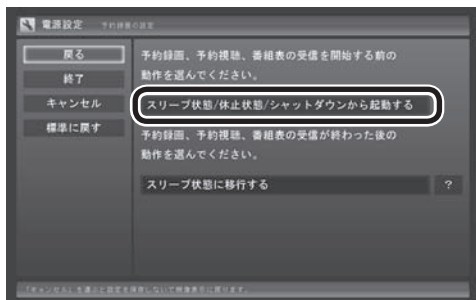 電源設定 予約録画の設定
戻る
終了
キャンセル
標準に戻す
予約録画、予約視聴、番組表の受信を開始する前の
動作を選んでください。
スリープ状態/休止状態/シャットダウンから起動する
予約録画、予約視聴、番組表の受信が終わった後の
動作を選んでください。
スリープ状態に移行する ?
「キャンセル」を選ぶと設定を保存しないで映像表示に戻ります。